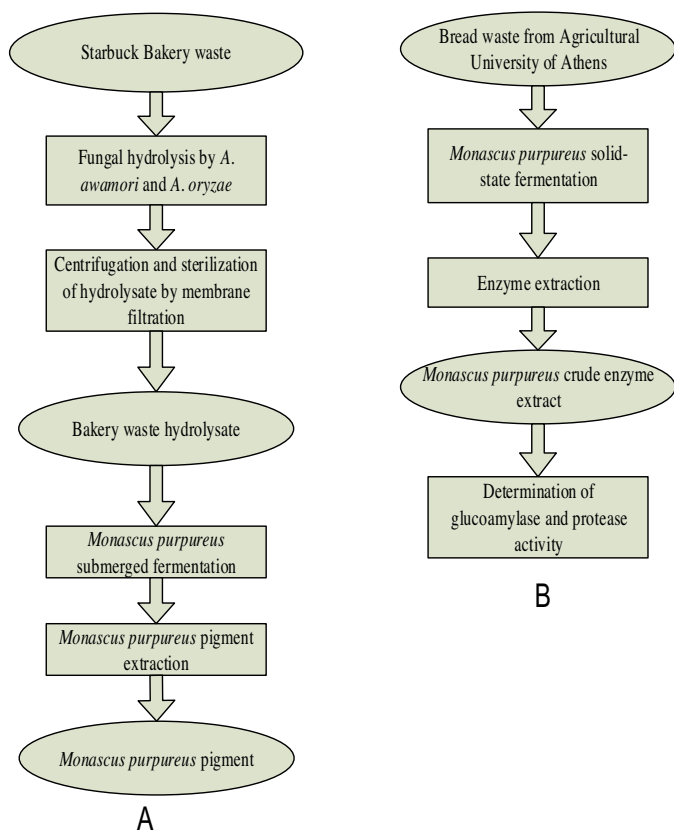 Starbuck Bakery waste
Fungal hydrolysis by A.
awamori and A. oryzae
Centrifugation and sterilization
of hydrolysate by membrane
filtration
Bakery waste hydrolysate
Monascus purpureus
submerged fermentation
Monascus purpureus pigment
extraction
Monascus purpureus pigment
A
Bread waste from Agricultural
University of Athens
Monascus purpureus solid-
state fermentation
Enzyme extraction
Monascus purpureus crude enzyme
extract
Determination of
glucoamylase and protease
activity
B